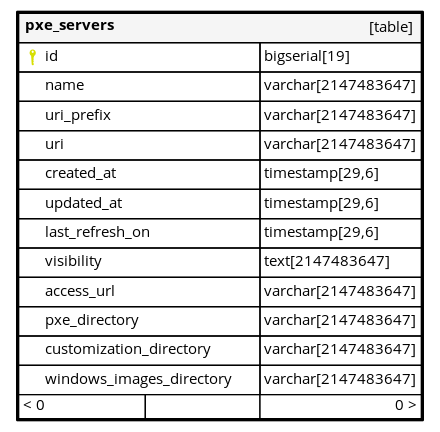 pxe_servers [table]
id bigserial[19]
name varchar[2147483647]
uri_prefix varchar[2147483647]
uri varchar[2147483647]
created_at timestamp[29,6]
updated_at timestamp[29,6]
last_refresh_on timestamp[29,6]
visibility text[2147483647]
access_url varchar[2147483647]
pxe_directory varchar[2147483647]
customization_directory varchar[2147483647]
windows_images_directory varchar[2147483647]
< 0 0 >